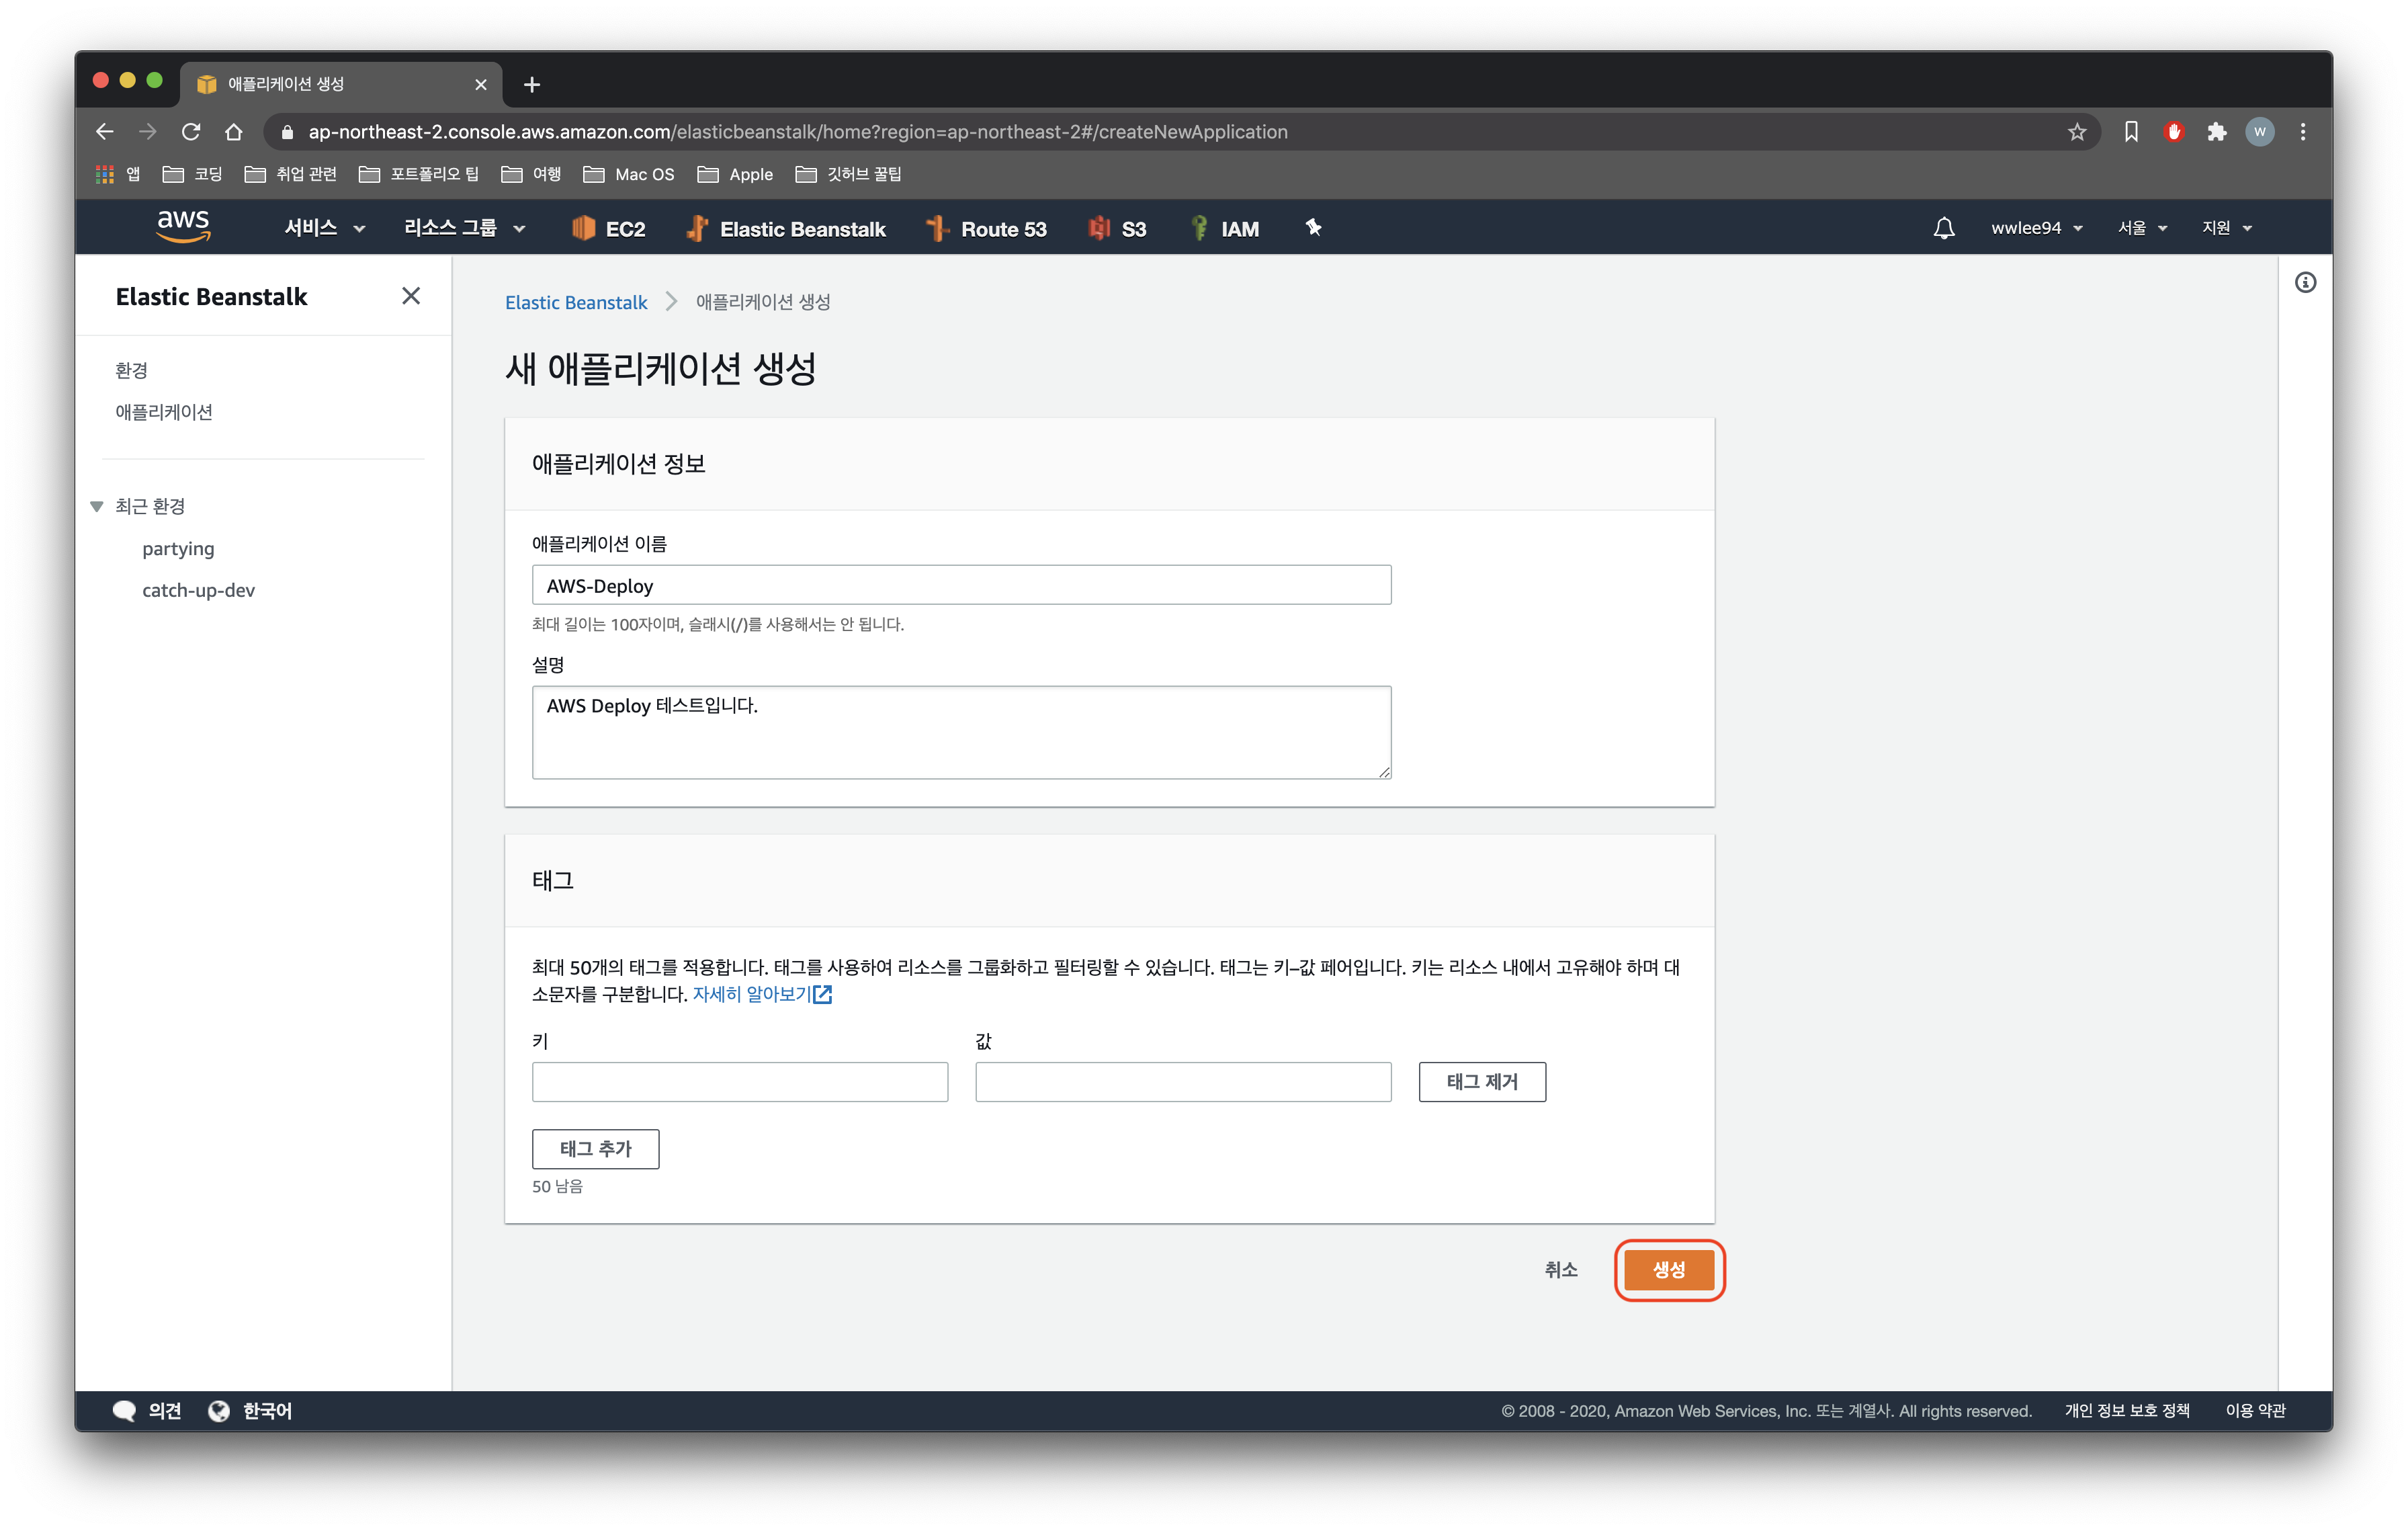 애플리케이션 생성
ap-northeast-2.console.aws.amazon.com/elasticbeanstalk/home?region=ap-northeast-2#/createNewApplication
W
앱 코딩 취업 관련 포트폴리오 팁 여행 Mac OS Apple 깃허브 꿀팁
aws 서비스 리소스 그룹 EC2 Elastic Beanstalk Route 53 S3 IAM wwlee94 서울 지원
Elastic Beanstalk
환경
애플리케이션
최근 환경
partying
catch-up-dev
Elastic Beanstalk 애플리케이션 생성
새 애플리케이션 생성
애플리케이션 정보
애플리케이션 이름
AWS-Deploy
최대 길이는 100자이며, 슬래시(/)를 사용해서는 안 됩니다.
설명
AWS Deploy 테스트입니다.
태그
최대 50개의 태그를 적용합니다. 태그를 사용하여 리소스를 그룹화하고 필터링할 수 있습니다. 태그는 키–값 페어입니다. 키는 리소스 내에서 고유해야 하며 대
소문자를 구분합니다. 자세히 알아보기
키 값
태그 제거
태그 추가
50 남음
취소 생성
의견 한국어 © 2008 - 2020, Amazon Web Services, Inc. 또는 계열사. All rights reserved. 개인 정보 보호 정책 이용 약관